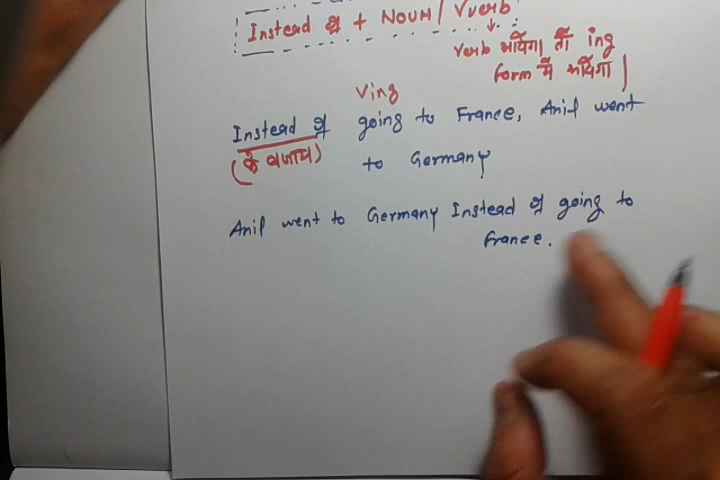 Instead of + Noun / Verb
verb आयेगा तो ing
form में आयेगा |
Ving
Instead of going to France, Anil went
(के बजाय) to Germany
Anil went to Germany Instead of going to
France.